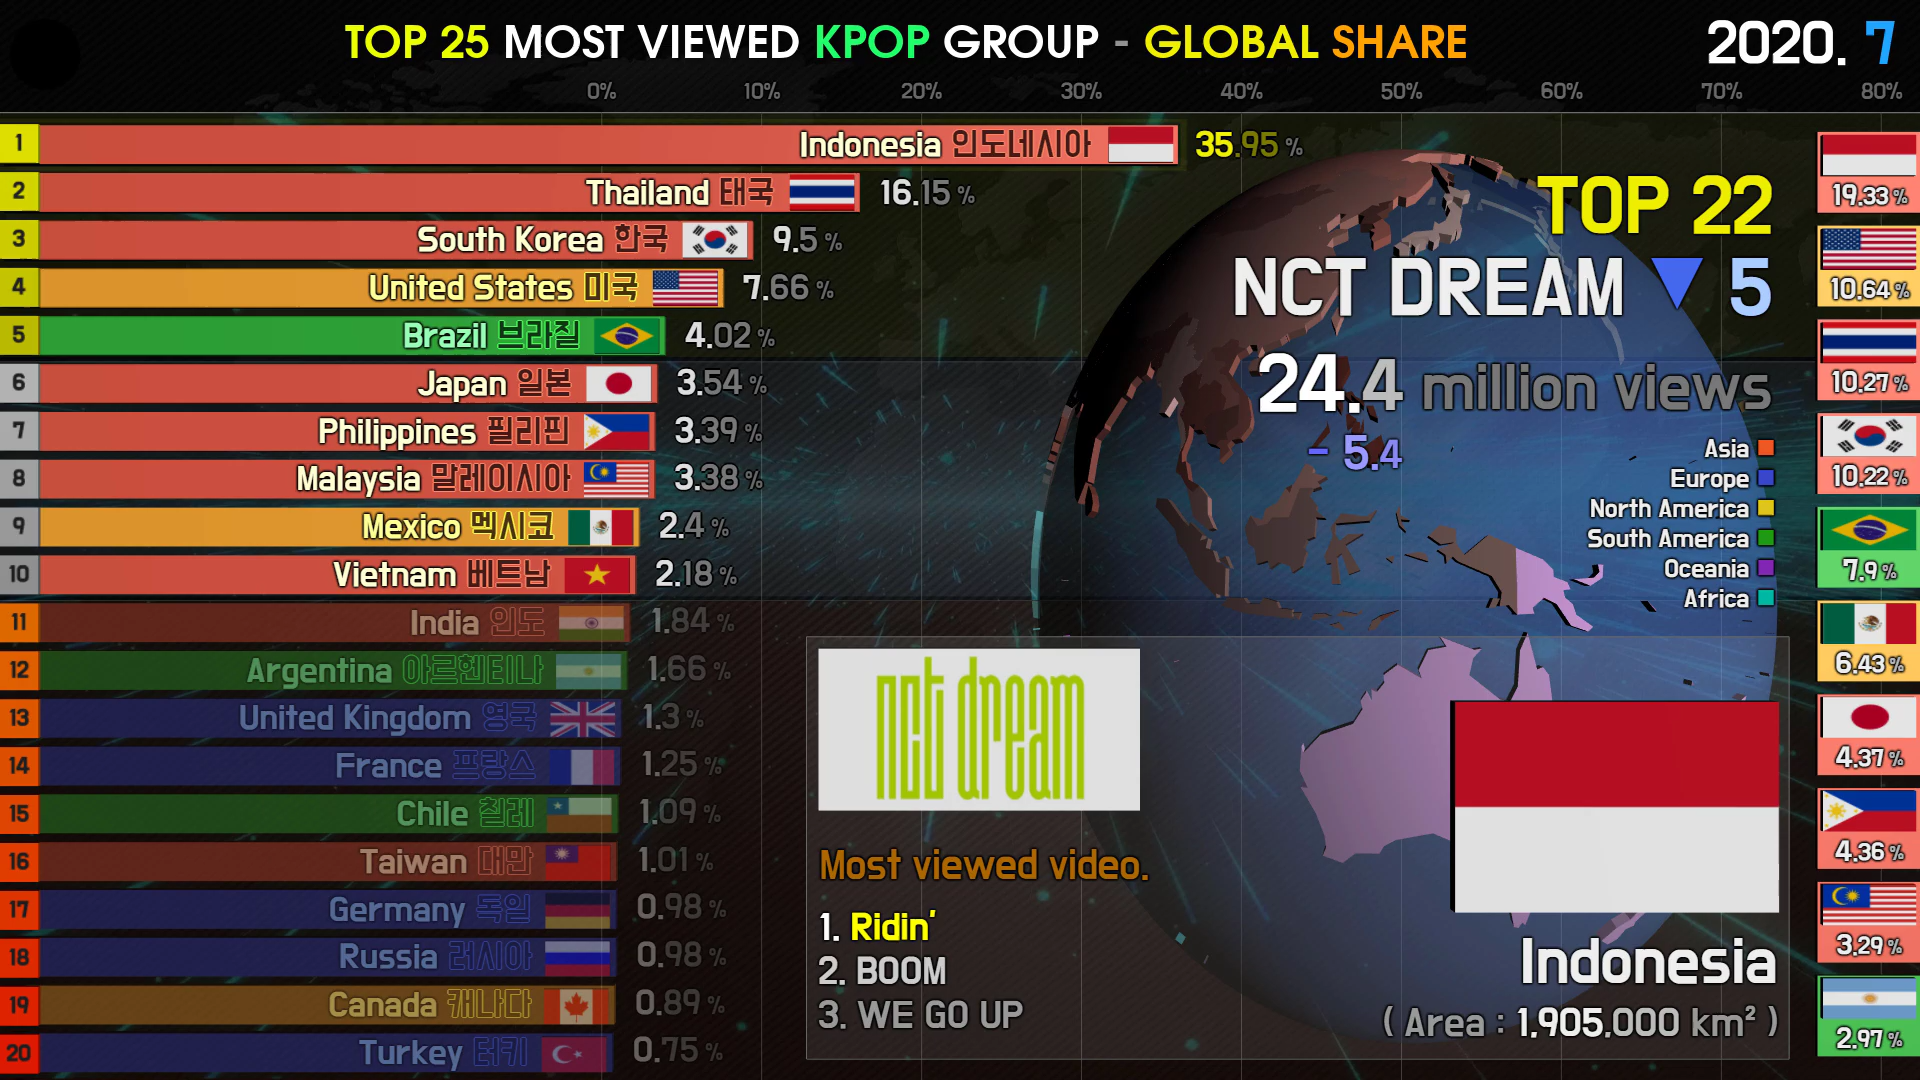 TOP 25 MOST VIEWED KPOP GROUP - GLOBAL SHARE
2020. 7
0% 10% 20% 30% 40% 50% 60% 70% 80%
1 Indonesia 인도네시아 35.95 %
2 Thailand 태국 16.15 %
3 South Korea 한국 9.5 %
4 United States 미국 7.66 %
5 Brazil 브라질 4.02 %
6 Japan 일본 3.54 %
7 Philippines 필리핀 3.39 %
8 Malaysia 말레이시아 3.38 %
9 Mexico 멕시코 2.4 %
10 Vietnam 베트남 2.18 %
11 India 인도 1.84 %
12 Argentina 아르헨티나 1.66 %
13 United Kingdom 영국 1.3 %
14 France 프랑스 1.25 %
15 Chile 칠레 1.09 %
16 Taiwan 대만 1.01 %
17 Germany 독일 0.98 %
18 Russia 러시아 0.98 %
19 Canada 캐나다 0.89 %
20 Turkey 터키 0.75 %
TOP 22
NCT DREAM ▼ 5
24.4 million views
- 5.4
Asia
Europe
North America
South America
Oceania
Africa
nct dream
Most viewed video.
1. Ridin'
2. BOOM
3. WE GO UP
Indonesia
( Area : 1,905,000 km² )
19.33 %
10.64 %
10.27 %
10.22 %
7.9 %
6.43 %
4.37 %
4.36 %
3.29 %
2.97 %